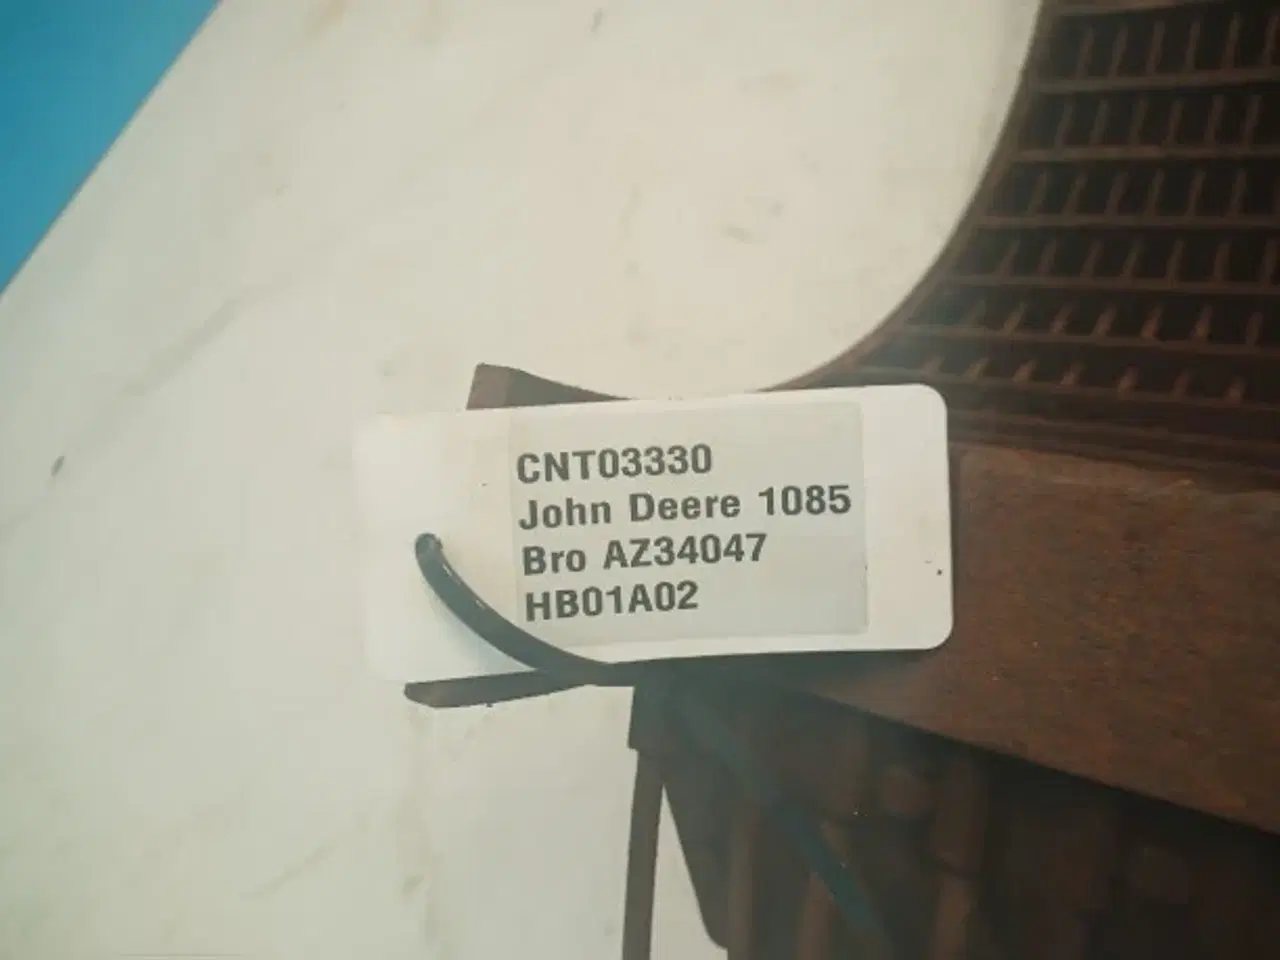 CNT03330
John Deere 1085
Bro AZ34047
HB01A02